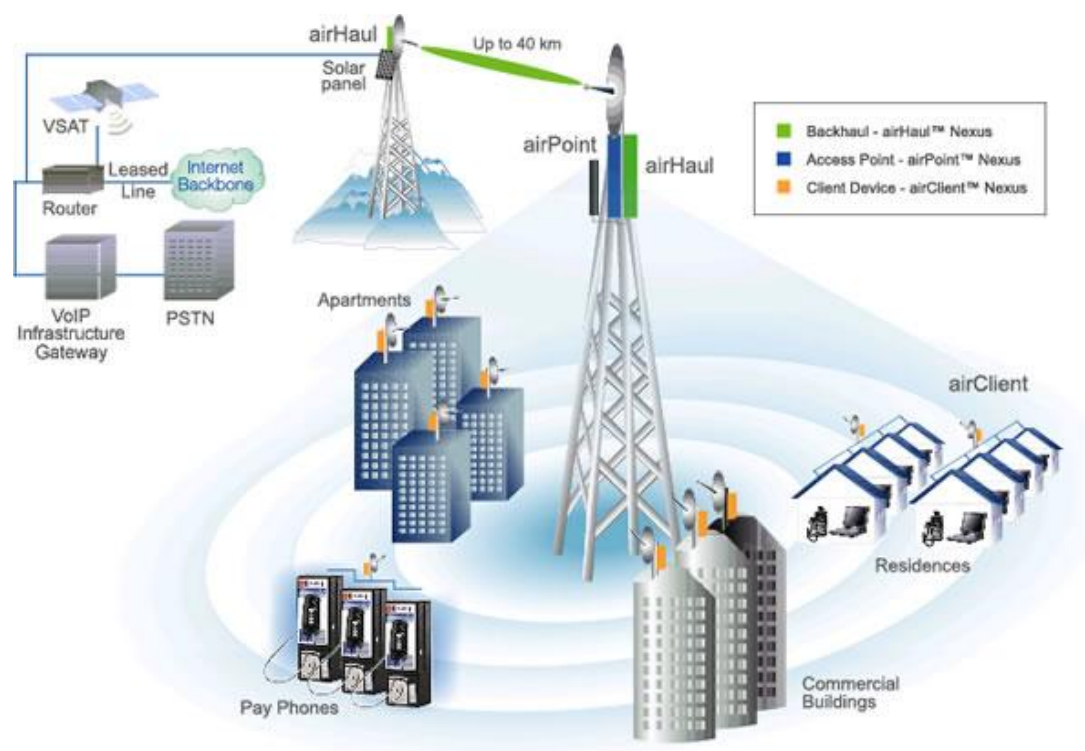 airHaul
Up to 40 km
Solar
panel
VSAT
Leased
Line
Internet
Backbone
Router
VoIP
Infrastructure
Gateway
PSTN
airPoint
airHaul
Backhaul - airHaul™ Nexus
Access Point - airPoint™ Nexus
Client Device - airClient™ Nexus
Apartments
airClient
Residences
Pay Phones
Commercial
Buildings